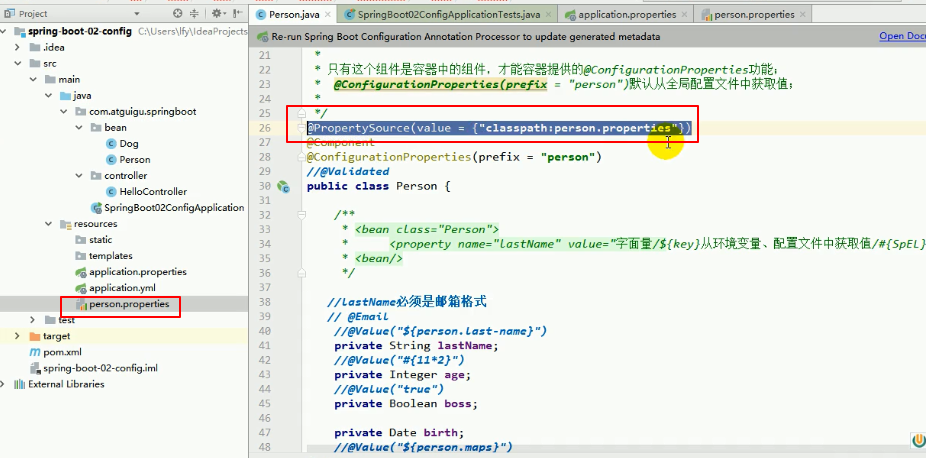 Project
Person.java
SpringBoot02ConfigApplicationTests.java
application.properties
person.properties
spring-boot-02-config C:\Users\lfy\IdeaProjects
.idea
src
main
java
com.atguigu.springboot
bean
Dog
Person
controller
HelloController
SpringBoot02ConfigApplication
resources
static
templates
application.properties
application.yml
person.properties
test
target
pom.xml
spring-boot-02-config.iml
External Libraries
Re-run Spring Boot Configuration Annotation Processor to update generated metadata
Open Docu
21 *
22 * 只有这个组件是容器中的组件，才能容器提供的@ConfigurationProperties功能；
23 * @ConfigurationProperties(prefix = "person")默认从全局配置文件中获取值；
24 *
25 */
26 @PropertySource(value = {"classpath:person.properties"})
27 @Component
28 @ConfigurationProperties(prefix = "person")
29 //@Validated
30 public class Person {
31
32 /**
33 * <bean class="Person">
34 * <property name="lastName" value="字面量/${key}从环境变量、配置文件中获取值/#{SpEL}
35 * <bean/>
36 */
37
38 //lastName必须是邮箱格式
39 // @Email
40 //@Value("${person.last-name}")
41 private String lastName;
42 //@Value("#{11*2}")
43 private Integer age;
44 //@Value("true")
45 private Boolean boss;
46
47 private Date birth;
48 //@Value("${person.maps}")